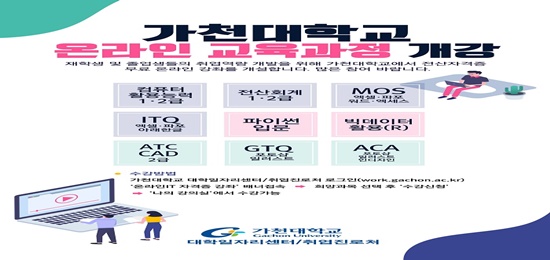 가천대학교
온라인 교육과정 개강
재학생 및 졸업생들의 취업역량 개발을 위해 가천대학교에서 전산자격증
무료 온라인 강좌를 개설합니다. 많은 참여 바랍니다.
컴퓨터
활용능력
1·2급
전산회계
1·2급
MOS
엑셀·파포
워드·엑세스
ITQ
엑셀·파포
아래한글
파이썬
입문
빅데이터
활용(R)
ATC
CAD
2급
GTQ
포토샵
일러스트
ACA
포토샵
일러스트
인디자인
수강방법
가천대학교 대학일자리센터/취업진로처 로그인(work.gachon.ac.kr)
'온라인IT 자격증 강좌' 배너접속 → 희망과목 선택 후 '수강신청'
→ '나의 강의실'에서 수강가능
가천대학교
Gachon University
대학일자리센터/취업진로처